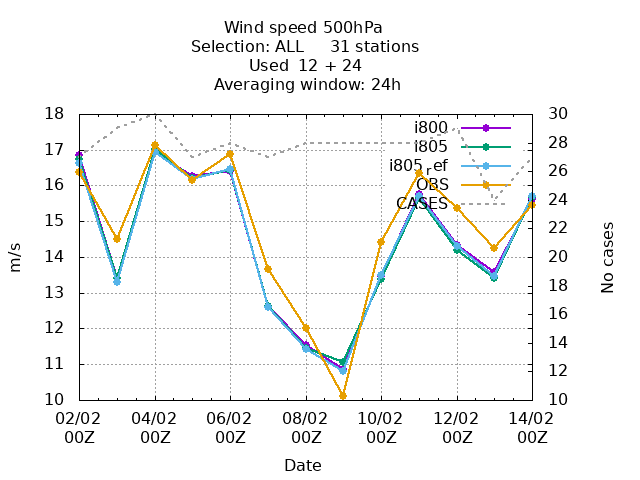 Wind speed 500hPa
Selection: ALL 31 stations
Used 12 + 24
Averaging window: 24h
18 30
17 28
16 26
15 24
14 22
13 20
12 18
11 16
10 14
12
10
i800
i805
i805 ref
OBS
CASES
m/s
No cases
02/02 04/02 06/02 08/02 10/02 12/02 14/02
00Z 00Z 00Z 00Z 00Z 00Z 00Z
Date